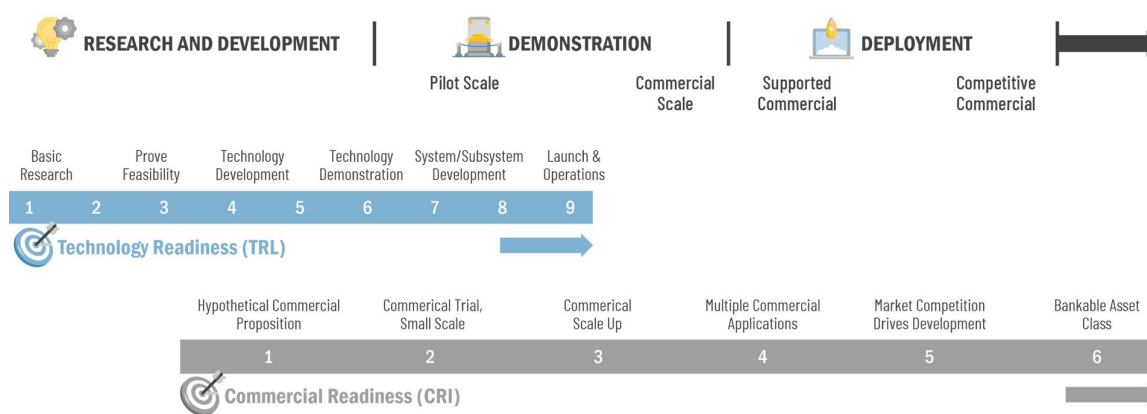 RESEARCH AND DEVELOPMENT
DEMONSTRATION
DEPLOYMENT
Pilot Scale
Commercial
Scale
Supported
Commercial
Competitive
Commercial
Basic
Research
Prove
Feasibility
Technology
Development
Technology
Demonstration
System/Subsystem
Development
Launch &
Operations
1 2 3 4 5 6 7 8 9
Technology Readiness (TRL)
Hypothetical Commercial
Proposition
Commerical Trial,
Small Scale
Commerical
Scale Up
Multiple Commercial
Applications
Market Competition
Drives Development
Bankable Asset
Class
1 2 3 4 5 6
Commercial Readiness (CRI)